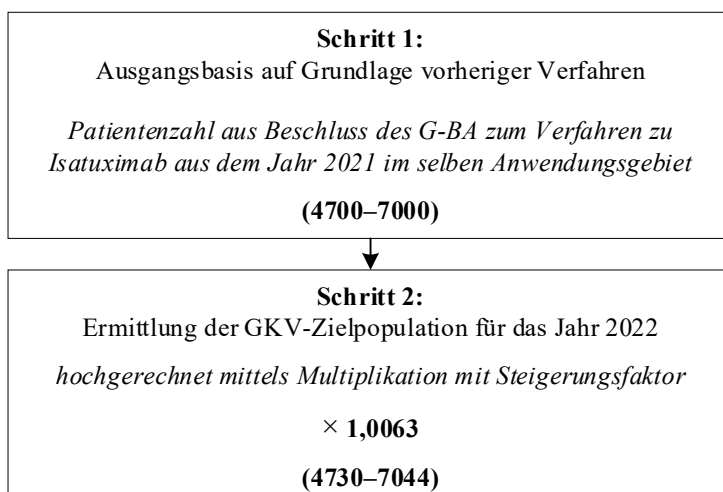 Schritt 1:
Ausgangsbasis auf Grundlage vorheriger Verfahren
Patientenzahl aus Beschluss des G-BA zum Verfahren zu
Isatuximab aus dem Jahr 2021 im selben Anwendungsgebiet
(4700–7000)
Schritt 2:
Ermittlung der GKV-Zielpopulation für das Jahr 2022
hochgerechnet mittels Multiplikation mit Steigerungsfaktor
× 1,0063
(4730–7044)